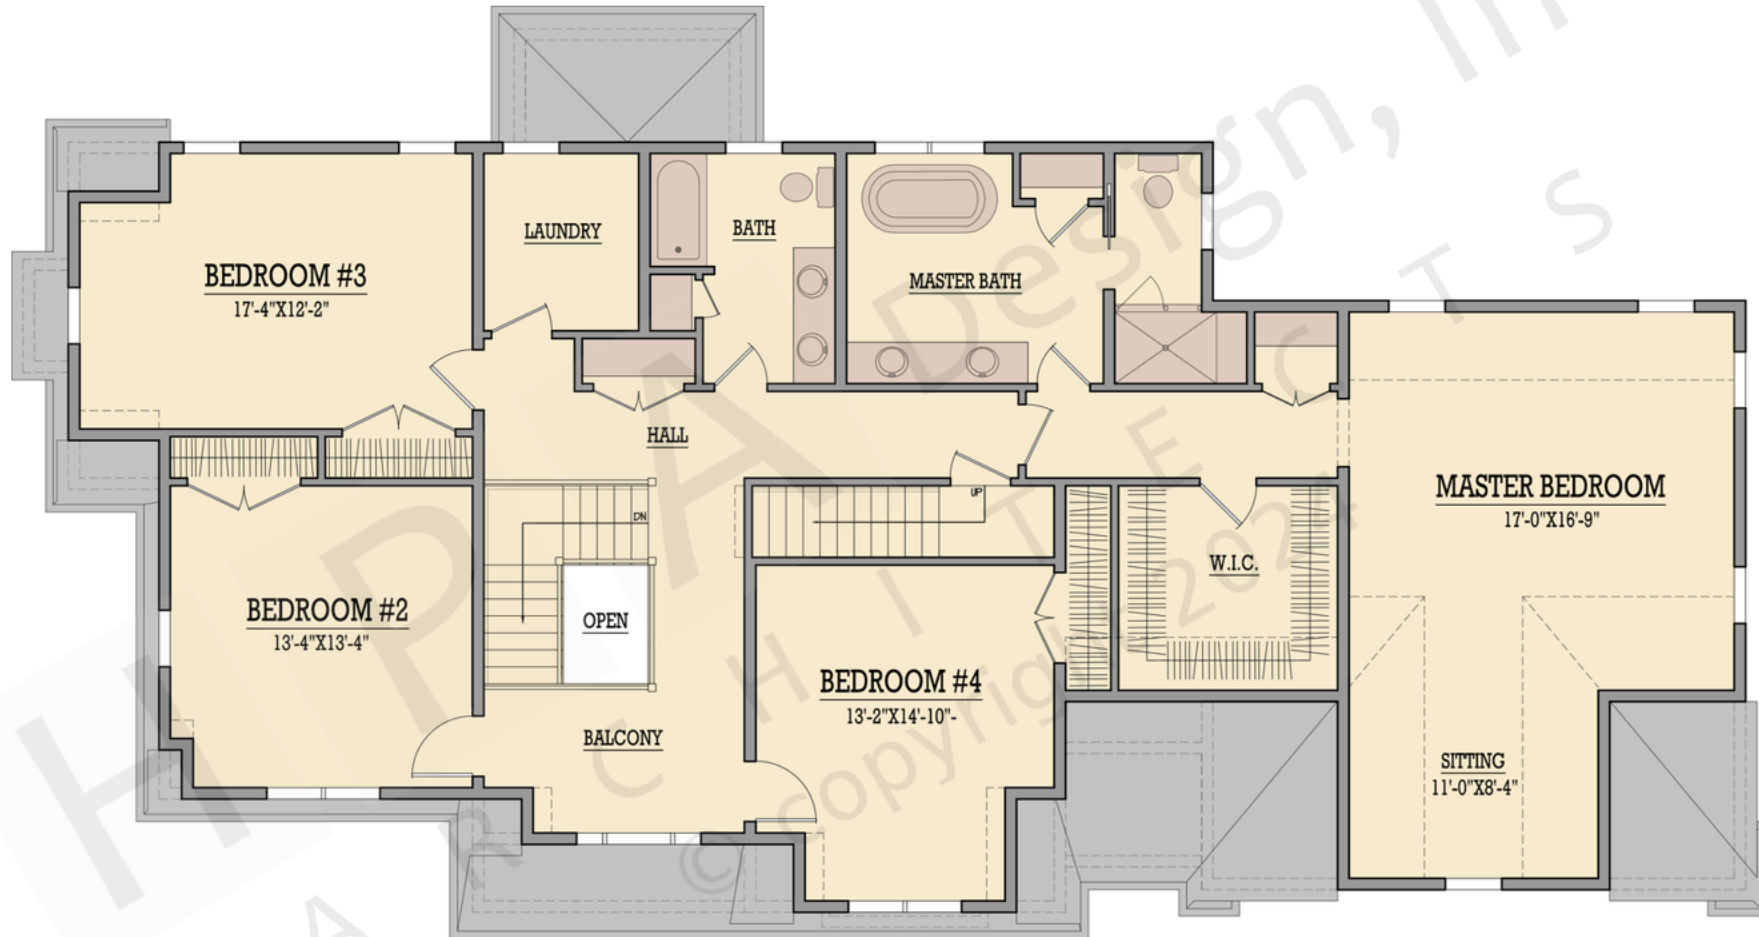 LAUNDRY
BATH
MASTER BATH
BEDROOM #3
17'-4"X12'-2"
HALL
MASTER BEDROOM
17'-0"X16'-9"
UP
DN
W.I.C.
BEDROOM #2
13'-4"X13'-4"
OPEN
BEDROOM #4
13'-2"X14'-10"-
BALCONY
SITTING
11'-0"X8'-4"
HPA Design, In
ARCHITECTS
© copyright 2024